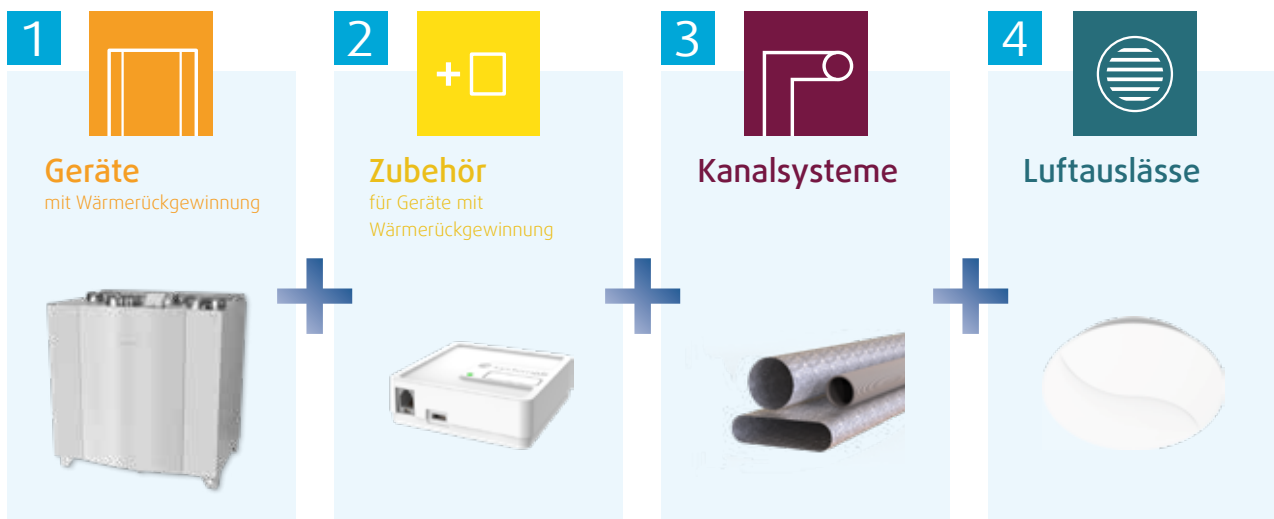 1
2
3
4
Geräte
mit Wärmerückgewinnung
Zubehör
für Geräte mit
Wärmerückgewinnung
Kanalsysteme
Luftauslässe